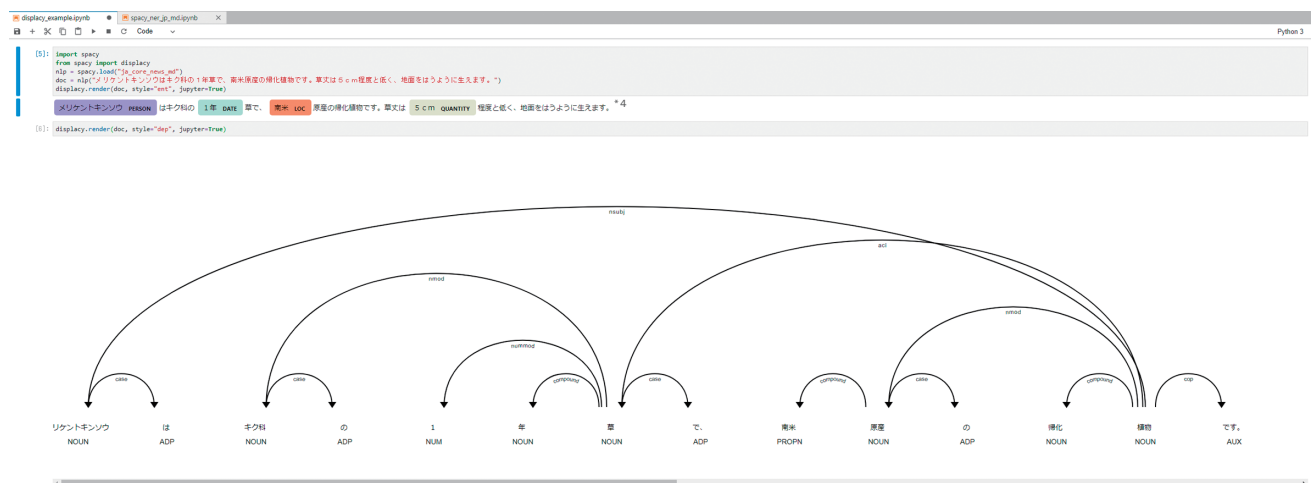 displacy_example.ipynb
spacy_ner_jp_md.ipynb
Code
Python 3
[5]: import spacy
from spacy import displacy
nlp = spacy.load("ja_core_news_md")
doc = nlp("メリケントキンソウはキク科の1年草で、南米原産の帰化植物です。草丈は5cm程度と低く、地面をはうように生えます。")
displacy.render(doc, style="ent", jupyter=True)
メリケントキンソウ PERSON はキク科の 1年 DATE 草で、 南米 LOC 原産の帰化植物です。草丈は 5cm QUANTITY 程度と低く、地面をはうように生えます。 *4
displacy.render(doc, style="dep", jupyter=True)
nsubj
acl
nmod
nmod
nummod
case case compound case compound case compound cop
リケントキンソウ は キク科 の 1 年 草 で、 南米 原産 の 帰化 植物 です。
NOUN ADP NOUN ADP NUM NOUN NOUN ADP PROPN NOUN ADP NOUN NOUN AUX